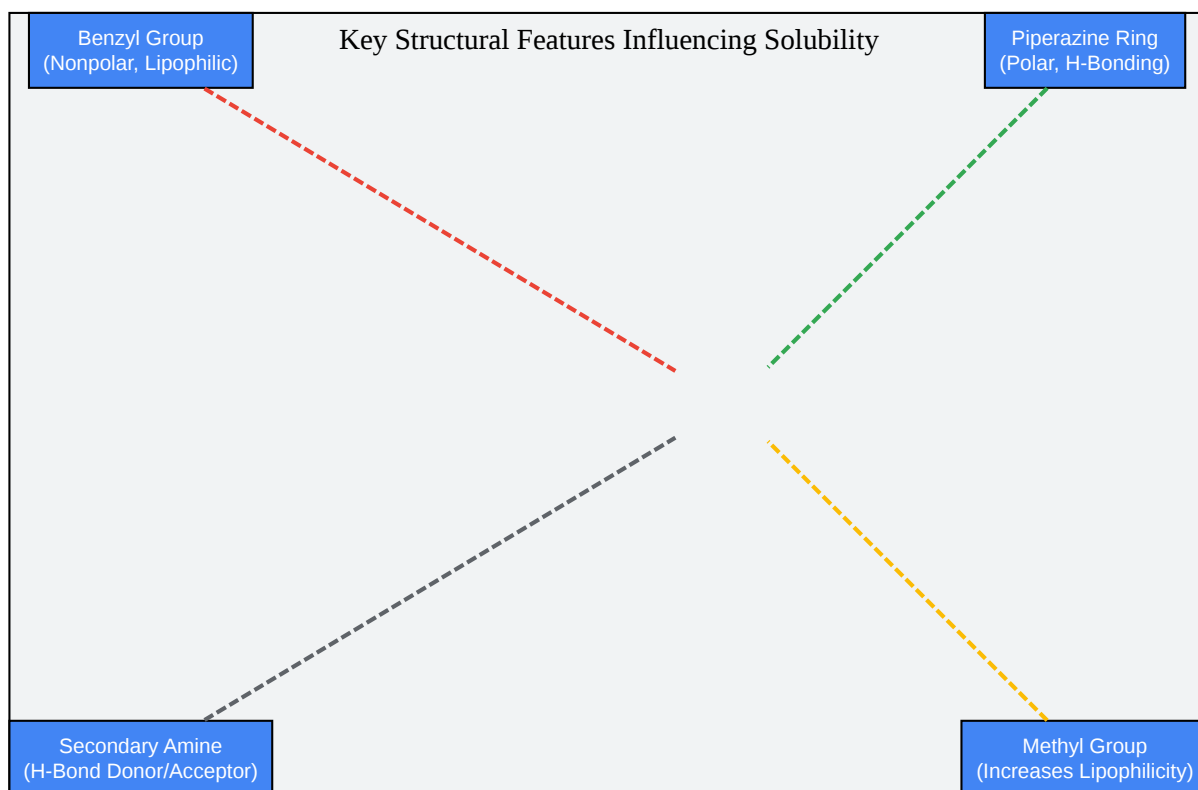 Key Structural Features Influencing Solubility
Benzyl Group
(Nonpolar, Lipophilic)
Piperazine Ring
(Polar, H-Bonding)
Secondary Amine
(H-Bond Donor/Acceptor)
Methyl Group
(Increases Lipophilicity)